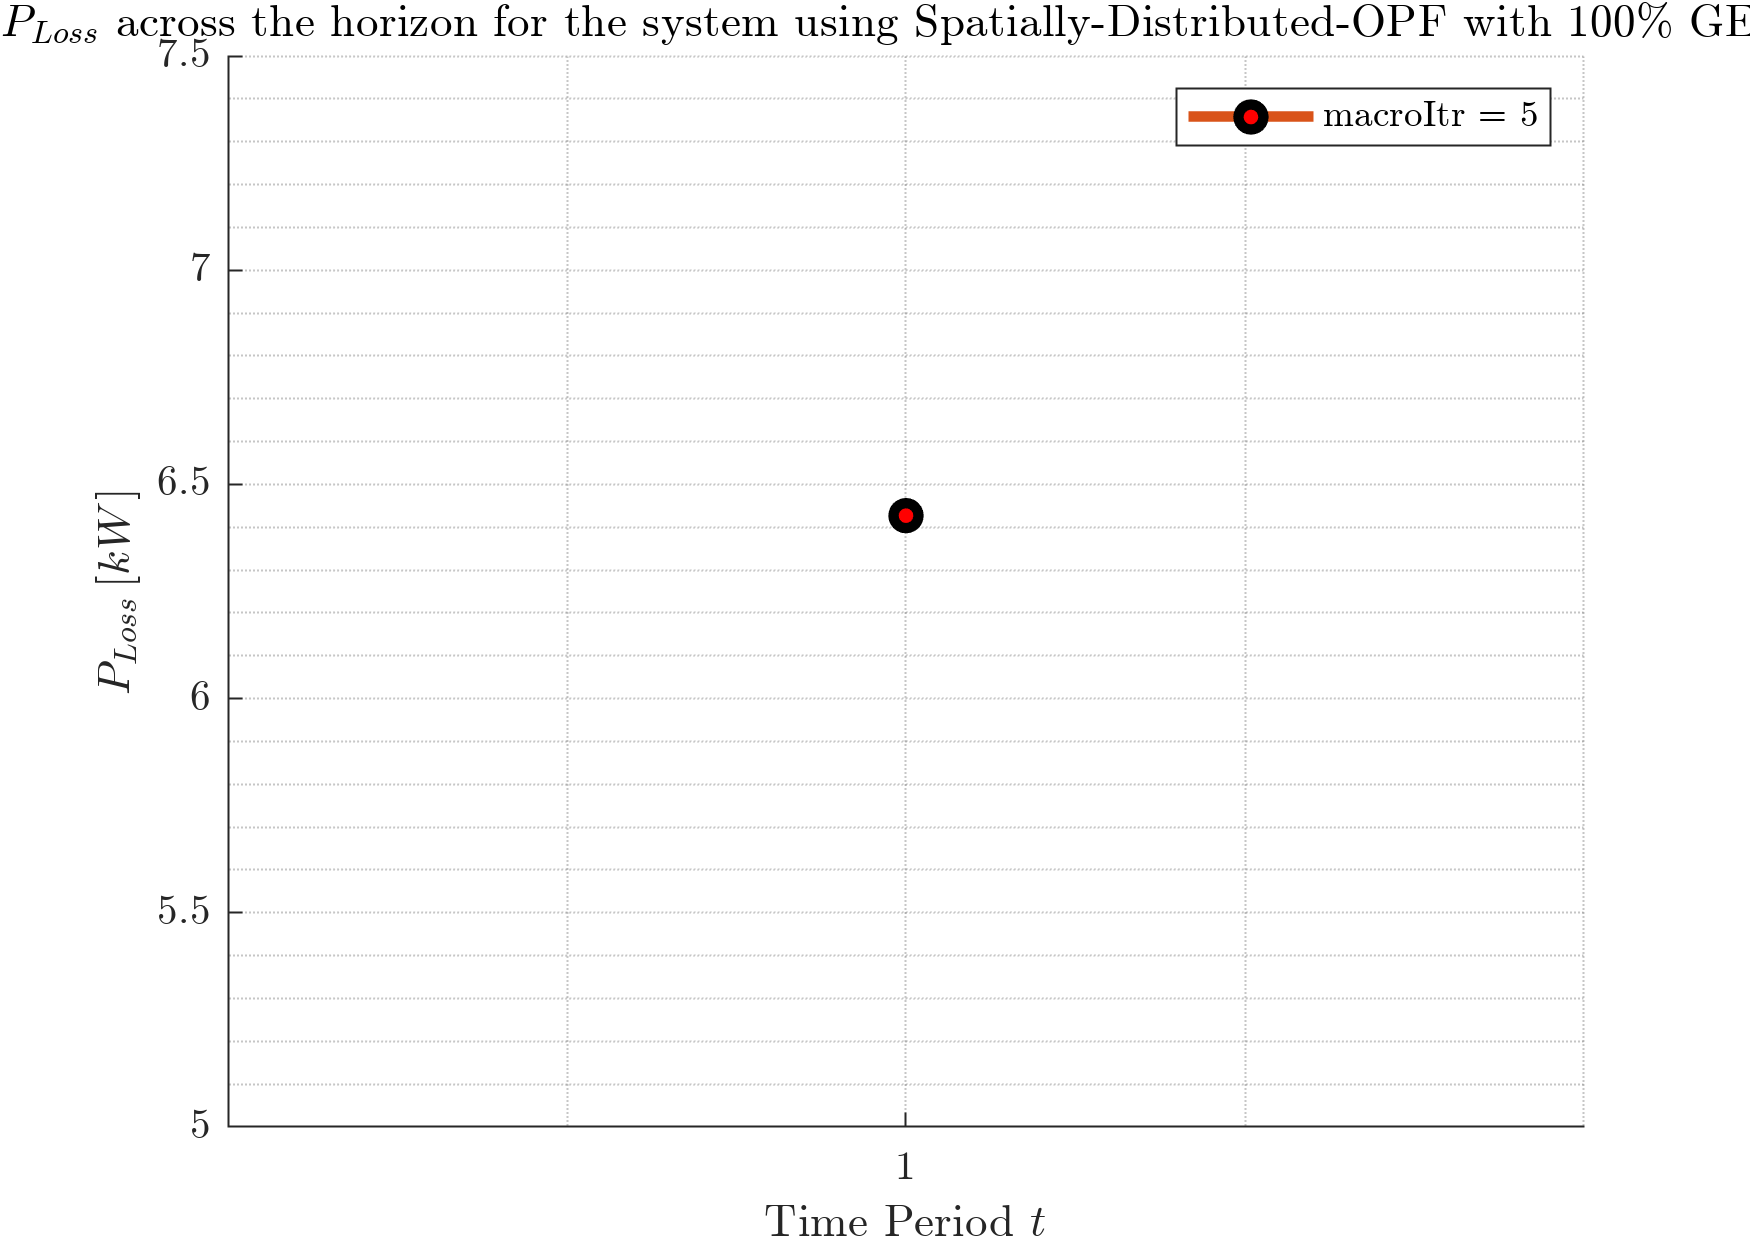 P_Loss across the horizon for the system using Spatially-Distributed-OPF with 100% GE
7.5
7
6.5
6
5.5
5
P_Loss [kW]
macroItr = 5
1
Time Period t